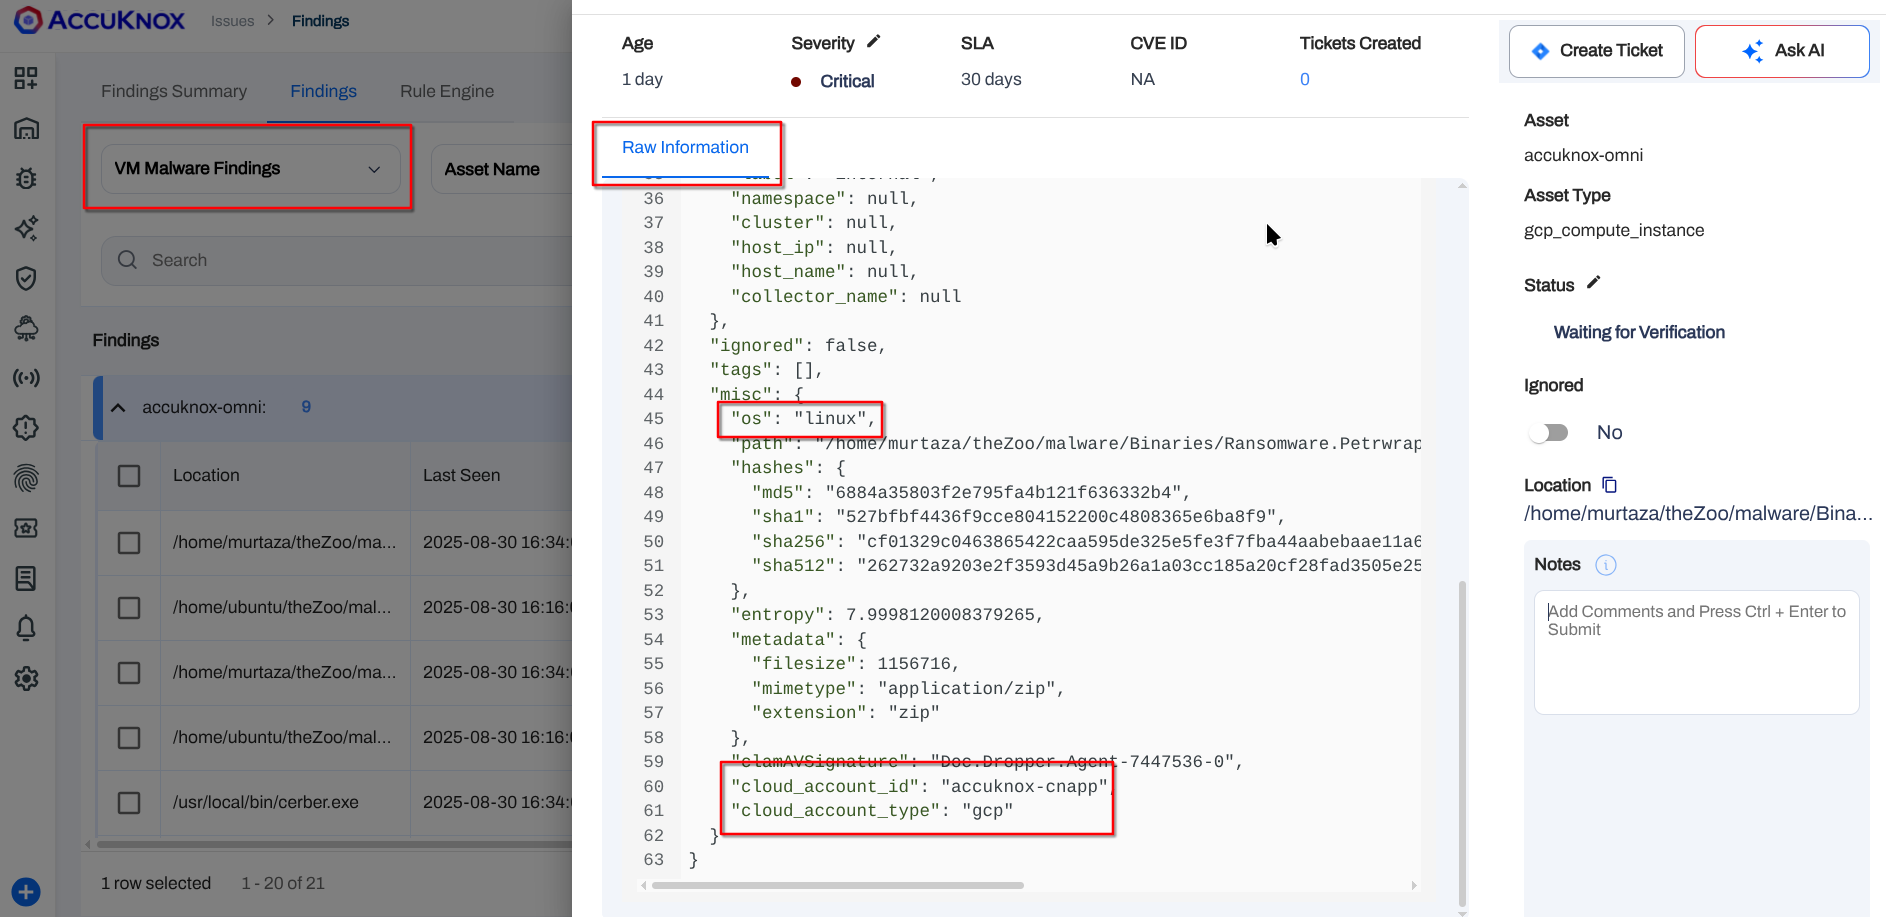 ACCUKNOX
Issues > Findings
Findings Summary
Findings
Rule Engine
VM Malware Findings
Asset Name
Search
Findings
accuknox-omni: 9
Location
Last Seen
/home/murtaza/theZoo/ma...
2025-08-30 16:34:
/home/ubuntu/theZoo/mal...
2025-08-30 16:16:
/home/murtaza/theZoo/ma...
2025-08-30 16:34:
/home/ubuntu/theZoo/mal...
2025-08-30 16:16:
/usr/local/bin/cerber.exe
2025-08-30 16:34:
1 row selected
1 - 20 of 21
Age
1 day
Severity
Critical
SLA
30 days
CVE ID
NA
Tickets Created
0
Raw Information
36 "namespace": null,
37 "cluster": null,
38 "host_ip": null,
39 "host_name": null,
40 "collector_name": null
41 },
42 "ignored": false,
43 "tags": [],
44 "misc": {
45 "os": "linux",
46 "path": "/home/murtaza/theZoo/malware/Binaries/Ransomware.Petrwrap
47 "hashes": {
48 "md5": "6884a35803f2e795fa4b121f636332b4",
49 "sha1": "527bfbf4436f9cce804152200c4808365e6ba8f9",
50 "sha256": "cf01329c0463865422caa595de325e5fe3f7fba44aabebaae11a6
51 "sha512": "262732a9203e2f3593d45a9b26a1a03cc185a20cf28fad3505e25
52 },
53 "entropy": 7.9998120008379265,
54 "metadata": {
55 "filesize": 1156716,
56 "mimetype": "application/zip",
57 "extension": "zip"
58 },
59 "clamAVSignature": "Doc.Dropper.Agent-7447536-0",
60 "cloud_account_id": "accuknox-cnapp",
61 "cloud_account_type": "gcp"
62 }
63 }
Create Ticket
Ask AI
Asset
accuknox-omni
Asset Type
gcp_compute_instance
Status
Waiting for Verification
Ignored
No
Location
/home/murtaza/theZoo/malware/Bina...
Notes
Add Comments and Press Ctrl + Enter to
Submit